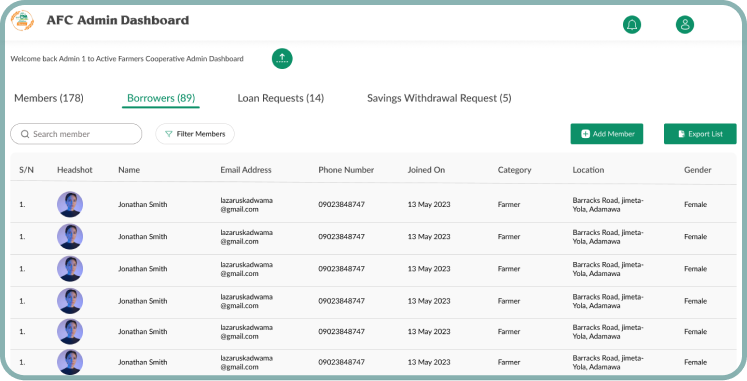 AFC Admin Dashboard
Welcome back Admin 1 to Active Farmers Cooperative Admin Dashboard
Members (178) Borrowers (89) Loan Requests (14) Savings Withdrawal Request (5)
Search member Filter Members Add Member Export List
S/N Headshot Name Email Address Phone Number Joined On Category Location Gender
1. Jonathan Smith lazaruskadwama @gmail.com 09023848747 13 May 2023 Farmer Barracks Road, jimeta- Yola, Adamawa Female
1. Jonathan Smith lazaruskadwama @gmail.com 09023848747 13 May 2023 Farmer Barracks Road, jimeta- Yola, Adamawa Female
1. Jonathan Smith lazaruskadwama @gmail.com 09023848747 13 May 2023 Farmer Barracks Road, jimeta- Yola, Adamawa Female
1. Jonathan Smith lazaruskadwama @gmail.com 09023848747 13 May 2023 Farmer Barracks Road, jimeta- Yola, Adamawa Female
1. Jonathan Smith lazaruskadwama @gmail.com 09023848747 13 May 2023 Farmer Barracks Road, jimeta- Yola, Adamawa Female
1. Jonathan Smith lazaruskadwama @gmail.com 09023848747 13 May 2023 Farmer Barracks Road, jimeta- Yola, Adamawa Female